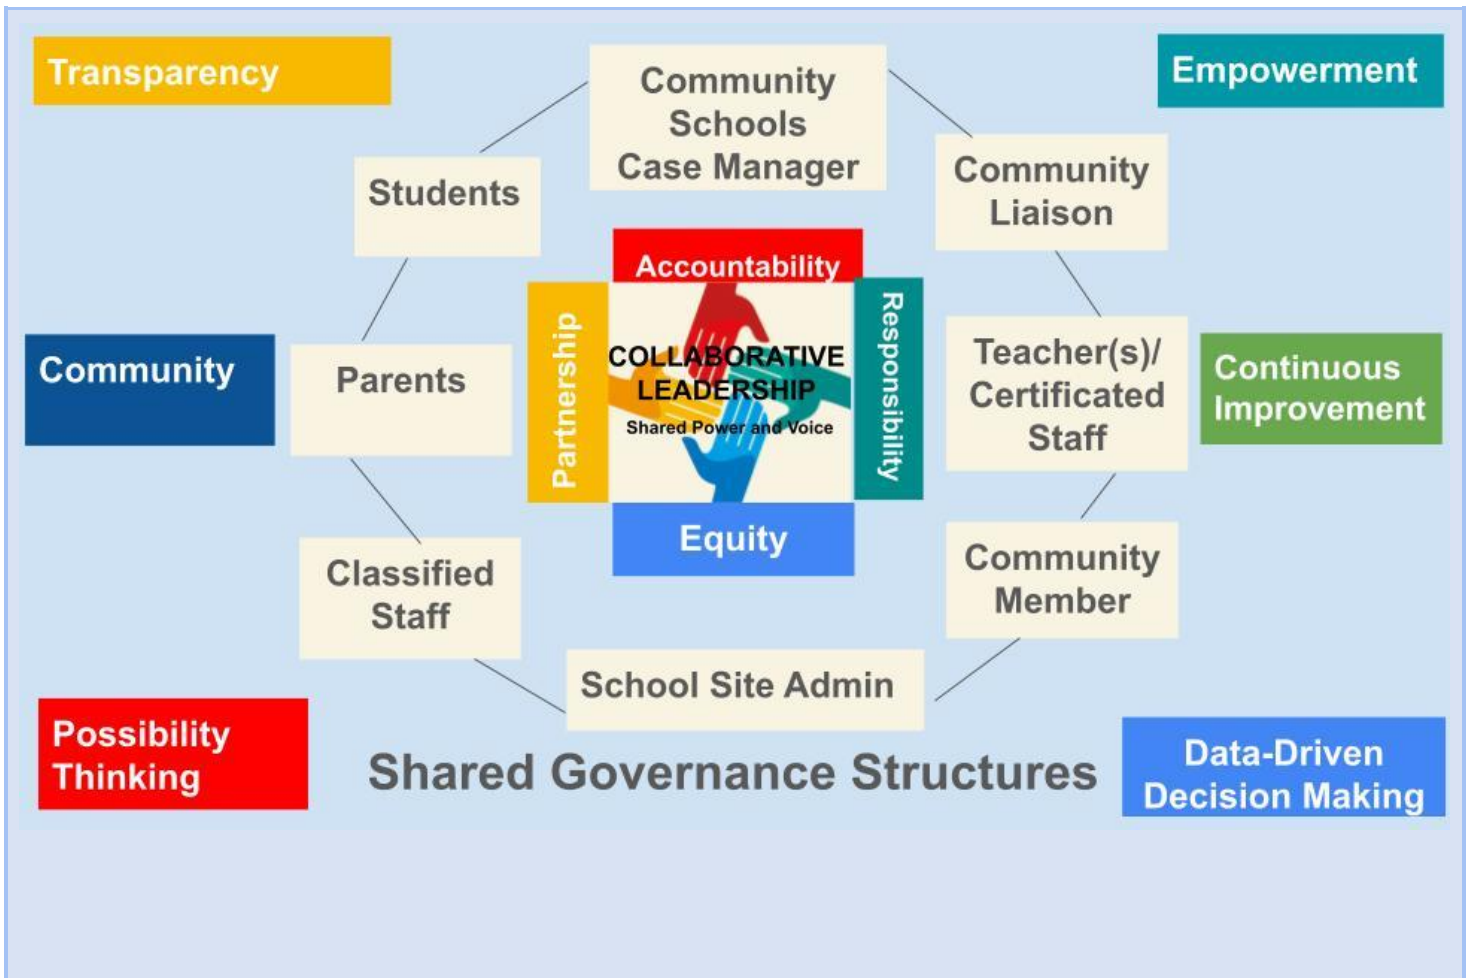 Transparency
Community
Schools
Case Manager
Empowerment
Students
Community
Liaison
Accountability
Partnership
COLLABORATIVE
LEADERSHIP
Shared Power and Voice
Responsibility
Equity
Community
Parents
Teacher(s)/
Certificated
Staff
Continuous
Improvement
Classified
Staff
Community
Member
School Site Admin
Possibility
Thinking
Shared Governance Structures
Data-Driven
Decision Making